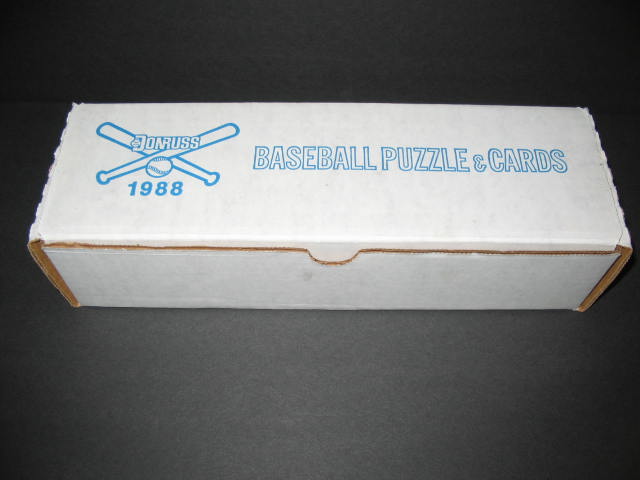 DONRUSS
1988
BASEBALL PUZZLE & CARDS